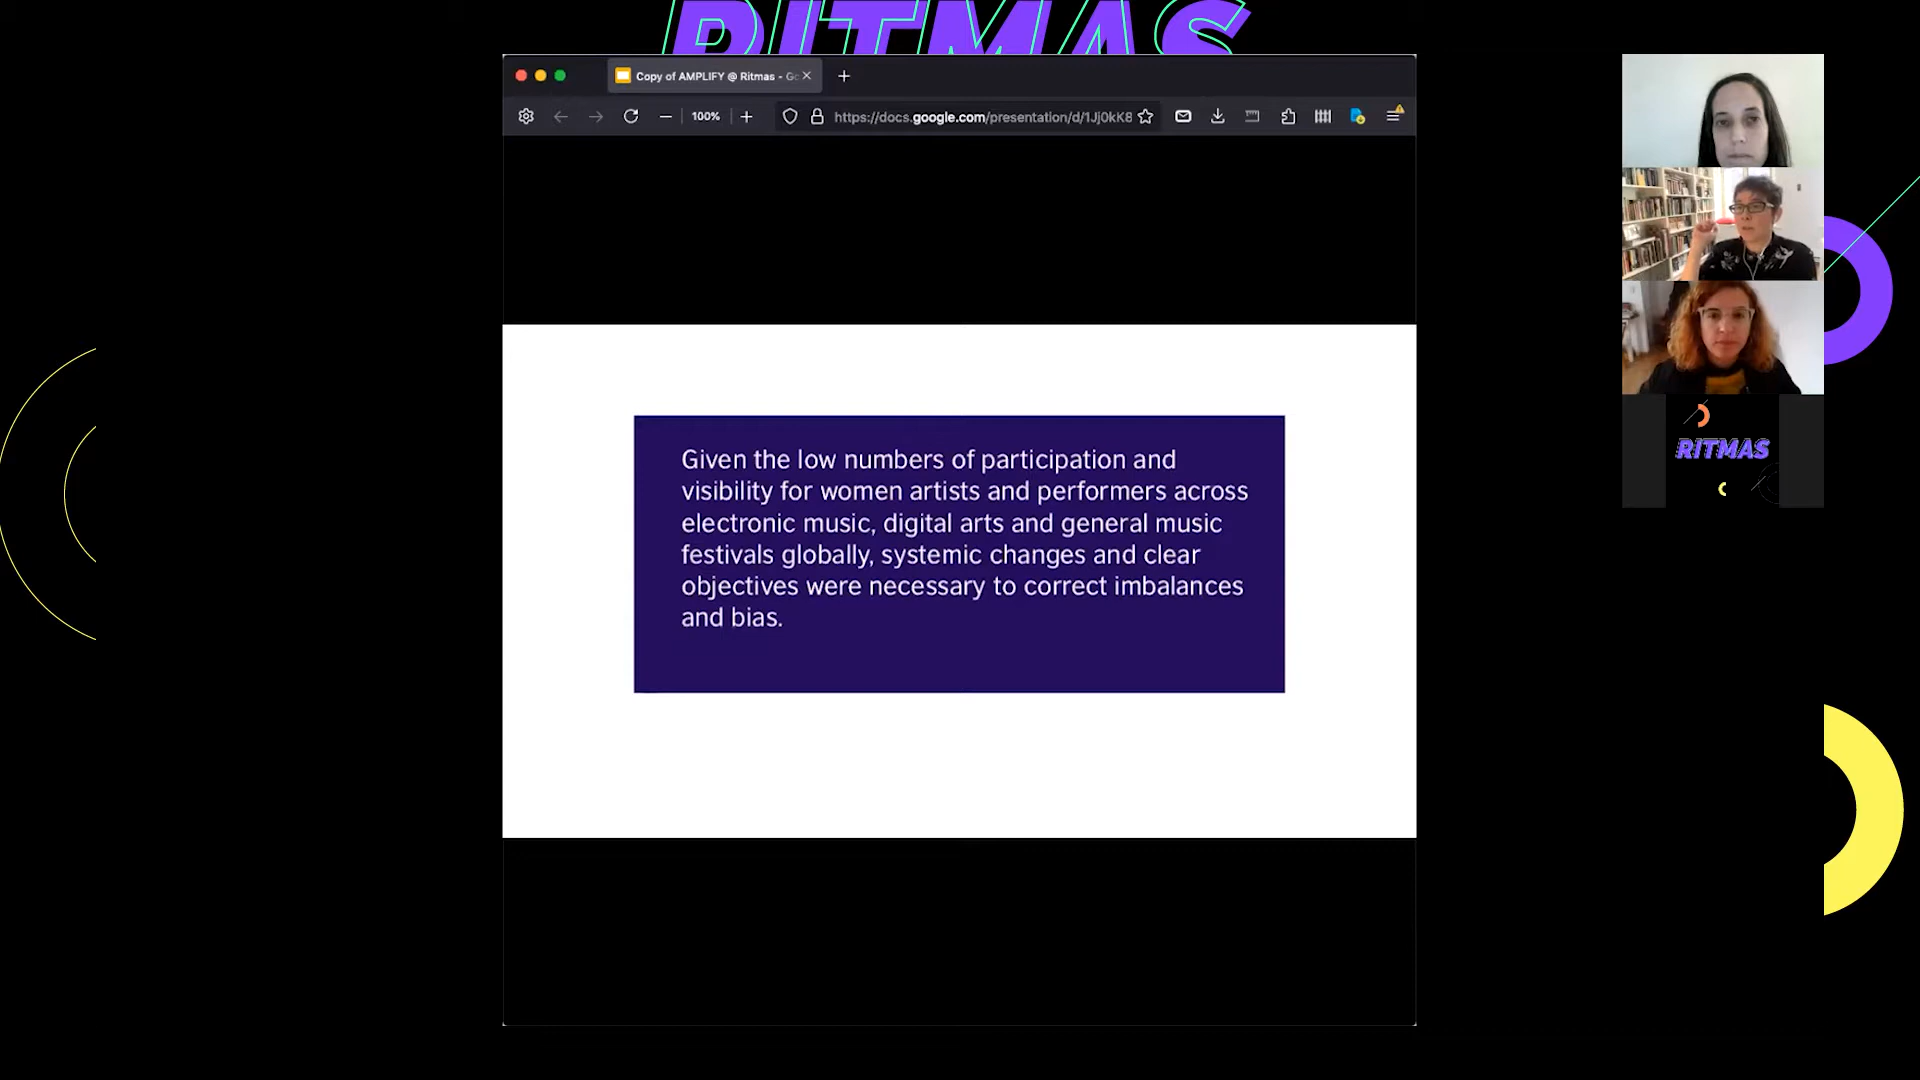 RITMAS
Copy of AMPLIFY @ Ritmas - Go
100%
https://docs.google.com/presentation/d/1Jj0kK8
Given the low numbers of participation and
visibility for women artists and performers across
electronic music, digital arts and general music
festivals globally, systemic changes and clear
objectives were necessary to correct imbalances
and bias.
RITMAS